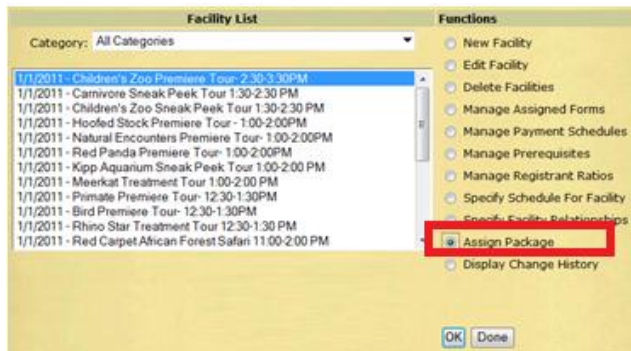 Facility List
Category: All Categories
1/1/2011 - Children's Zoo Premiere Tour- 2:30-3:30PM
1/1/2011 - Carnivore Sneak Peek Tour 1:30-2:30 PM
1/1/2011 - Children's Zoo Sneak Peek Tour 1:30-2:30 PM
1/1/2011 - Hoofed Stock Premiere Tour - 1:00-2:00PM
1/1/2011 - Natural Encounters Premiere Tour- 1:00-2:00PM
1/1/2011 - Red Panda Premiere Tour- 1:00-2:00PM
1/1/2011 - Kipp Aquarium Sneak Peek Tour 1:00-2:00 PM
1/1/2011 - Meerkat Treatment Tour 1:00-2:00 PM
1/1/2011 - Primate Premiere Tour- 12:30-1:30PM
1/1/2011 - Bird Premiere Tour- 12:30-1:30PM
1/1/2011 - Rhino Star Treatment Tour 12:30-1:30 PM
1/1/2011 - Red Carpet African Forest Safari 11:00-2:00 PM
Functions
New Facility
Edit Facility
Delete Facilities
Manage Assigned Forms
Manage Payment Schedules
Manage Prerequisites
Manage Registrant Ratios
Specify Schedule For Facility
Specify Facility Relationships
Assign Package
Display Change History
OK Done